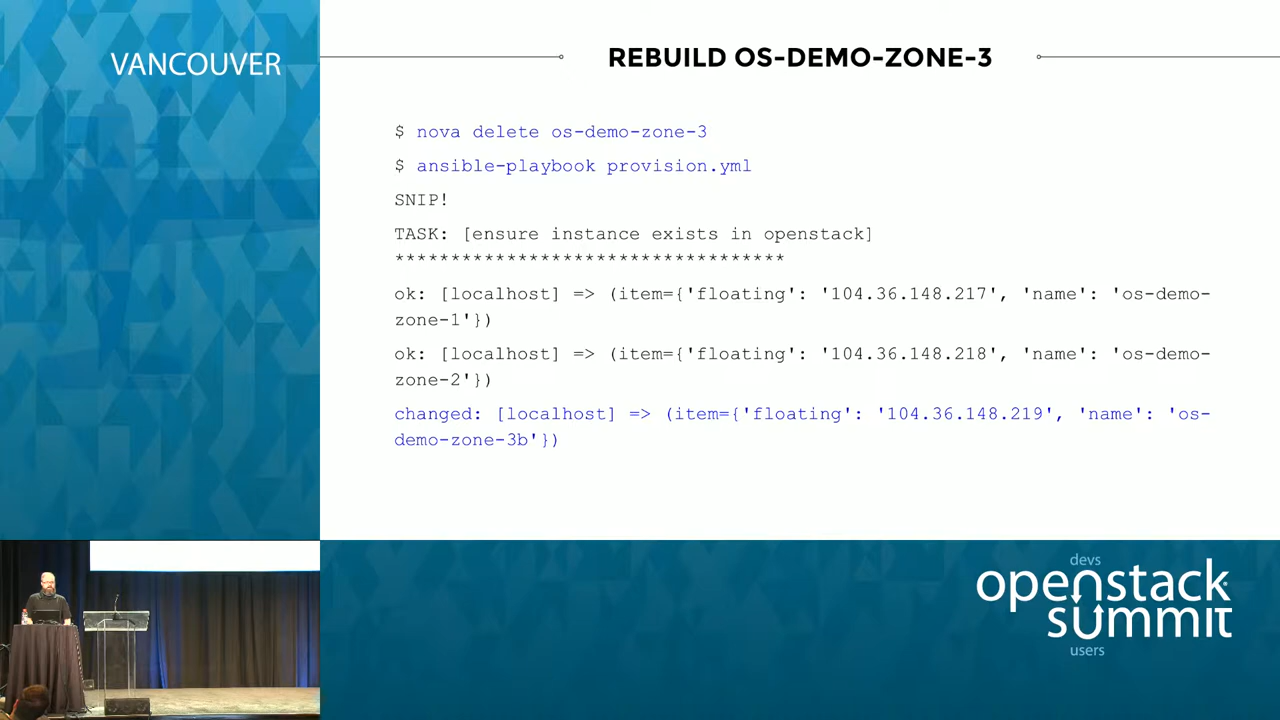 VANCOUVER
REBUILD OS-DEMO-ZONE-3
$ nova delete os-demo-zone-3
$ ansible-playbook provision.yml
SNIP!
TASK: [ensure instance exists in openstack]
***********************************
ok: [localhost] => (item={'floating': '104.36.148.217', 'name': 'os-demo-
zone-1'})
ok: [localhost] => (item={'floating': '104.36.148.218', 'name': 'os-demo-
zone-2'})
changed: [localhost] => (item={'floating': '104.36.148.219', 'name': 'os-
demo-zone-3b'})
devs
openstack
summit
users